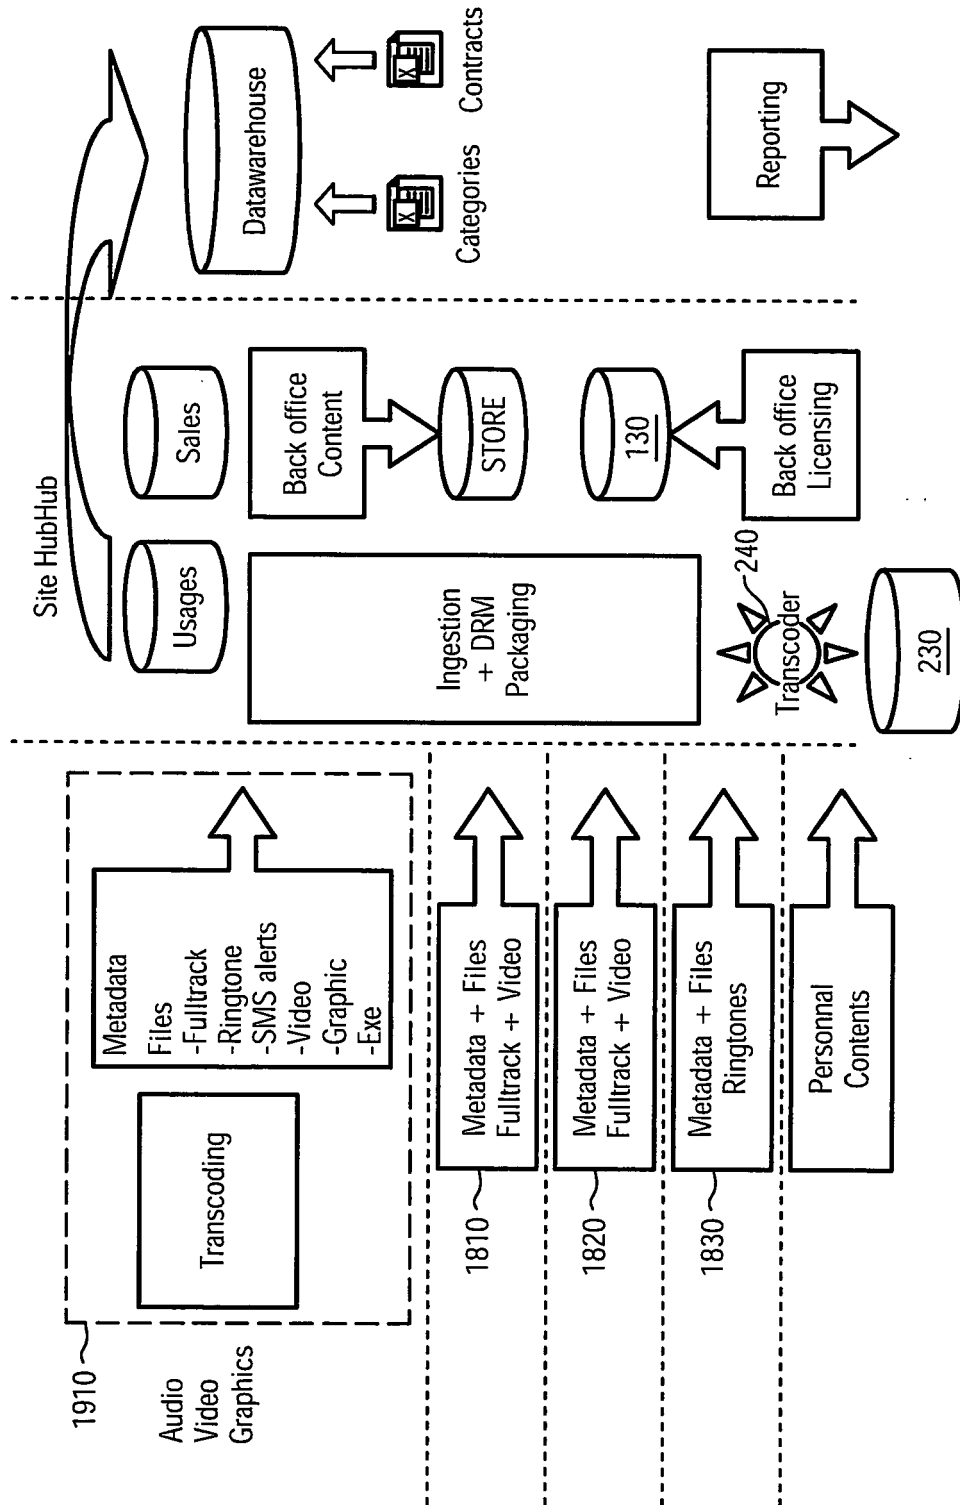 1910
Audio
Video
Graphics
Transcoding
Metadata
Files
-Fulltrack
-Ringtone
-SMS alerts
-Video
-Graphic
-Exe
1810
Metadata + Files
Fulltrack + Video
1820
Metadata + Files
Fulltrack + Video
1830
Metadata + Files
Ringtones
Personnal
Contents
Site HubHub
Usages
Sales
Ingestion
+ DRM
Packaging
Back office
Content
STORE
130
Back office
Licensing
240
Transcoder
230
Datawarehouse
X
Categories
X
Contracts
Reporting